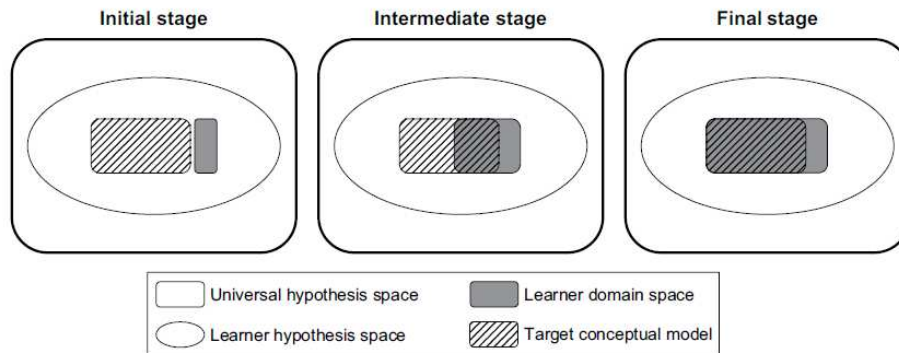 Initial stage
Intermediate stage
Final stage
Universal hypothesis space
Learner domain space
Learner hypothesis space
Target conceptual model